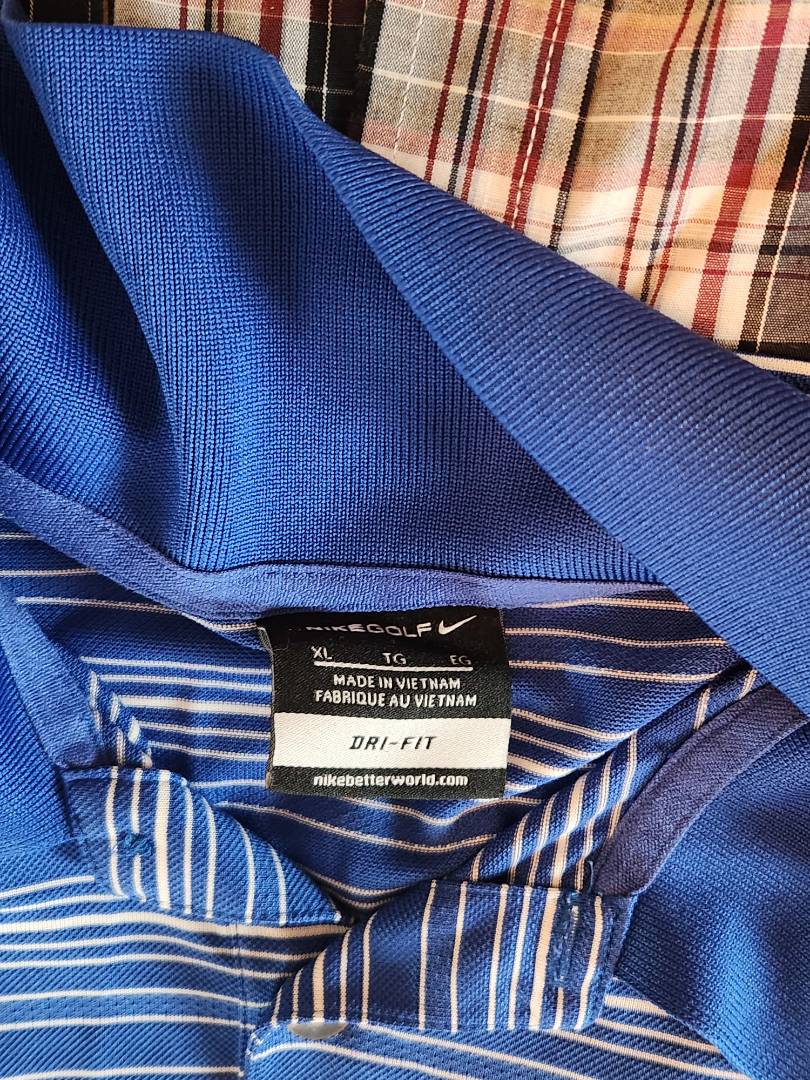 NIKEGOLF
XL TG EG
MADE IN VIETNAM
FABRIQUE AU VIETNAM
DRI-FIT
nikebetterworld.com